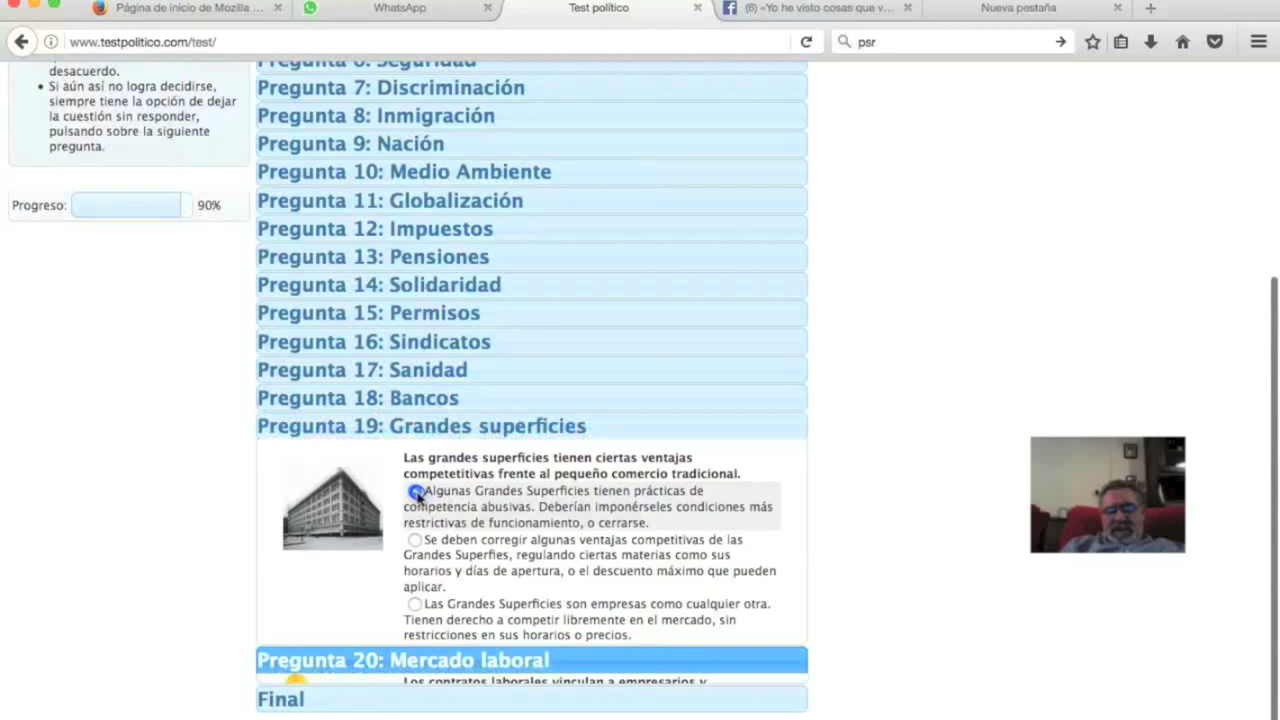 Página de inicio de Mozilla ...
WhatsApp
Test político
(6) «Yo he visto cosas que v...
Nueva pestaña
www.testpolitico.com/test/
psr
desacuerdo.
Si aún así no logra decidirse,
siempre tiene la opción de dejar
la cuestión sin responder,
pulsando sobre la siguiente
pregunta.
Progreso:
90%
Pregunta 6: Seguridad
Pregunta 7: Discriminación
Pregunta 8: Inmigración
Pregunta 9: Nación
Pregunta 10: Medio Ambiente
Pregunta 11: Globalización
Pregunta 12: Impuestos
Pregunta 13: Pensiones
Pregunta 14: Solidaridad
Pregunta 15: Permisos
Pregunta 16: Sindicatos
Pregunta 17: Sanidad
Pregunta 18: Bancos
Pregunta 19: Grandes superficies
Las grandes superficies tienen ciertas ventajas
competetitivas frente al pequeño comercio tradicional.
Algunas Grandes Superficies tienen prácticas de
competencia abusivas. Deberían imponérseles condiciones más
restrictivas de funcionamiento, o cerrarse.
Se deben corregir algunas ventajas competitivas de las
Grandes Superfies, regulando ciertas materias como sus
horarios y días de apertura, o el descuento máximo que pueden
aplicar.
Las Grandes Superficies son empresas como cualquier otra.
Tienen derecho a competir libremente en el mercado, sin
restricciones en sus horarios o precios.
Pregunta 20: Mercado laboral
Los contratos laborales vinculan a empresarios y
Final